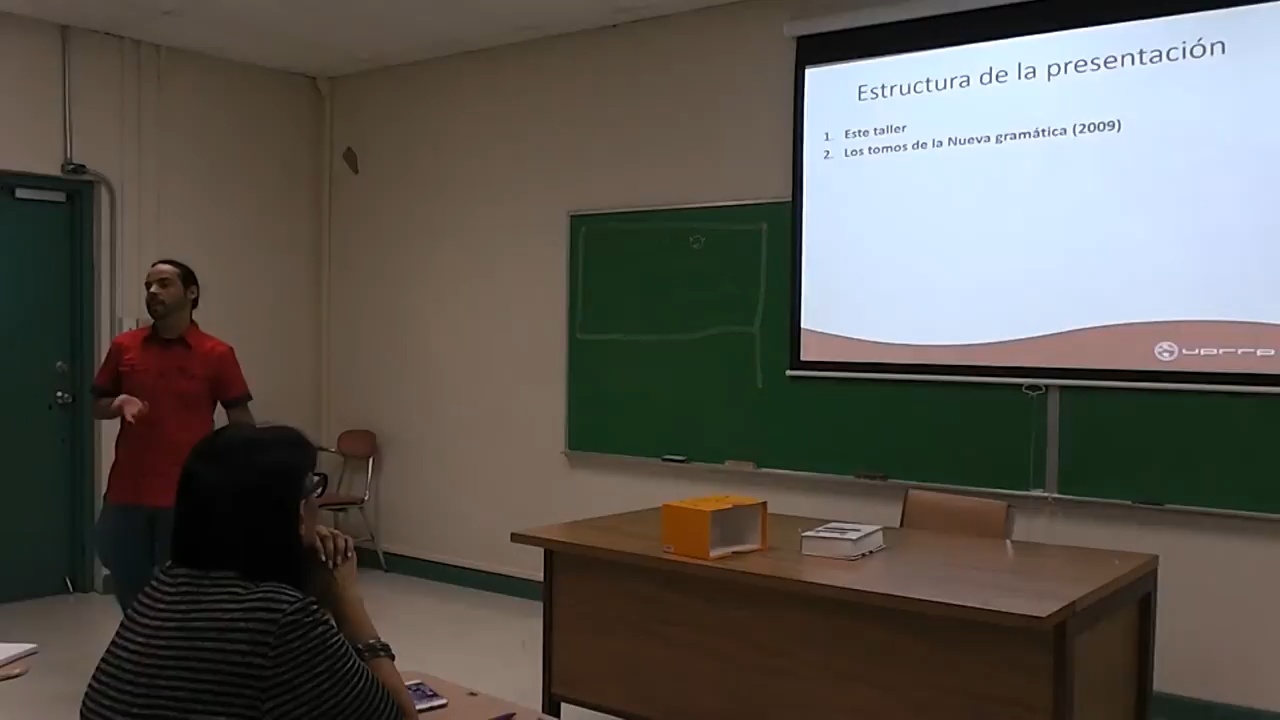 Estructura de la presentación
1. Este taller
2. Los tomos de la Nueva gramática (2009)
uprrp